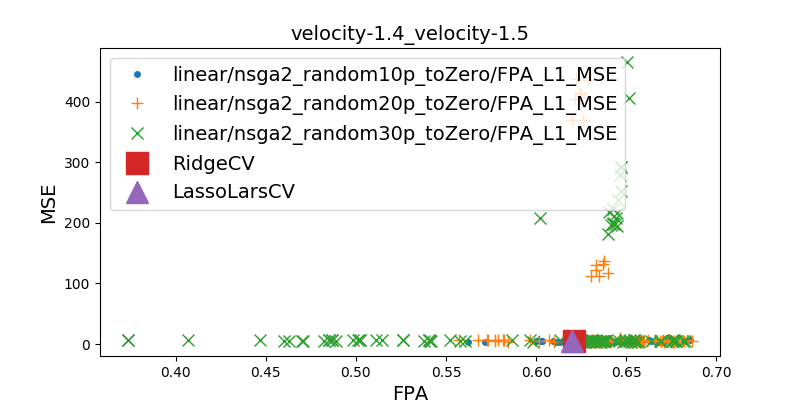 velocity-1.4_velocity-1.5
linear/nsga2_random10p_toZero/FPA_L1_MSE
linear/nsga2_random20p_toZero/FPA_L1_MSE
linear/nsga2_random30p_toZero/FPA_L1_MSE
RidgeCV
LassoLarsCV
MSE
400
300
200
100
0
0.40 0.45 0.50 0.55 0.60 0.65 0.70
FPA